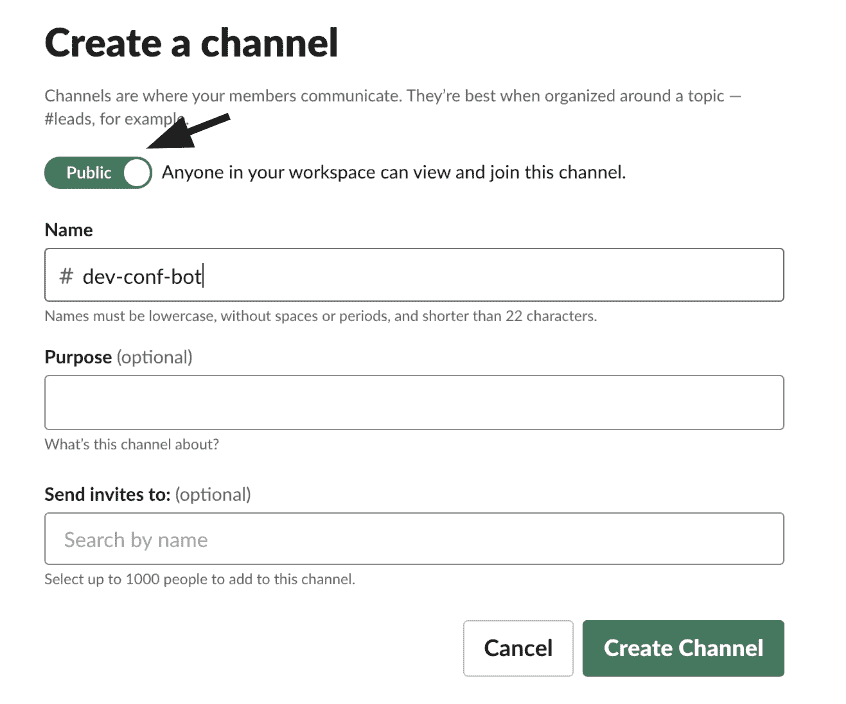 Create a channel
Channels are where your members communicate. They're best when organized around a topic —
#leads, for example.
Public Anyone in your workspace can view and join this channel.
Name
# dev-conf-bot
Names must be lowercase, without spaces or periods, and shorter than 22 characters.
Purpose (optional)
What's this channel about?
Send invites to: (optional)
Search by name
Select up to 1000 people to add to this channel.
Cancel Create Channel